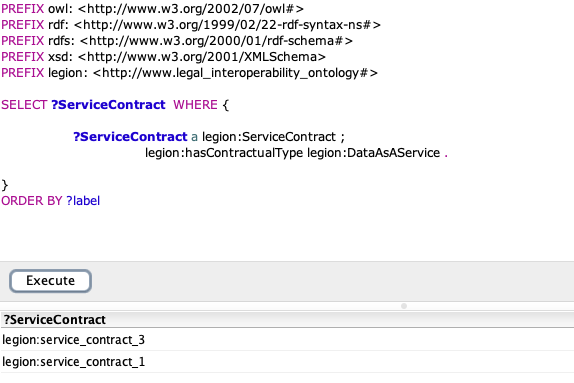 PREFIX owl: <http://www.w3.org/2002/07/owl#>
PREFIX rdf: <http://www.w3.org/1999/02/22-rdf-syntax-ns#>
PREFIX rdfs: <http://www.w3.org/2000/01/rdf-schema#>
PREFIX xsd: <http://www.w3.org/2001/XMLSchema>
PREFIX legion: <http://www.legal_interoperability_ontology#>
SELECT ?ServiceContract WHERE {
?ServiceContract a legion:ServiceContract ;
legion:hasContractualType legion:DataAsAService .
}
ORDER BY ?label
Execute
?ServiceContract
legion:service_contract_3
legion:service_contract_1